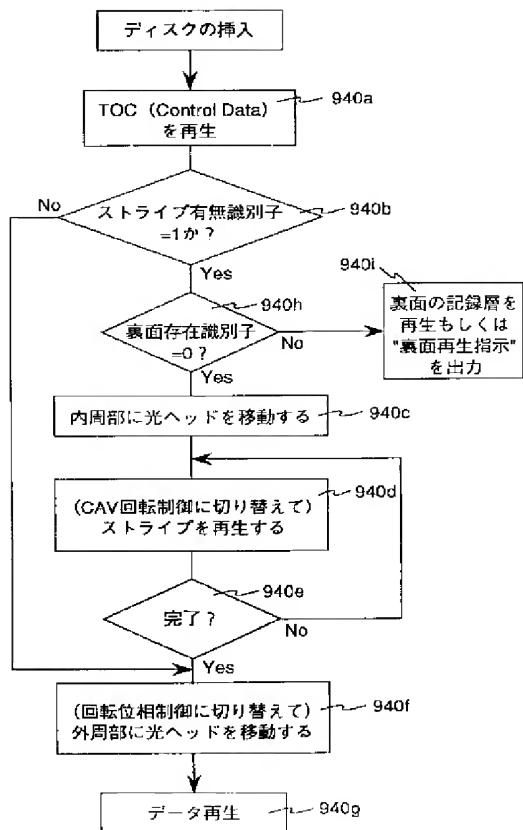 ディスクの挿入
940a
TOC（Control Data）
を再生
No
ストライプ有無識別子
=1か？
940b
Yes
940h
裏面存在識別子
=0？
No
940i
裏面の記録層を
再生もしくは
"裏面再生指示"
を出力
Yes
内周部に光ヘッドを移動する
940c
（CAV回転制御に切り替えて）
ストライプを再生する
940d
940e
完了？
No
Yes
（回転位相制御に切り替えて）
外周部に光ヘッドを移動する
940f
データ再生
940g